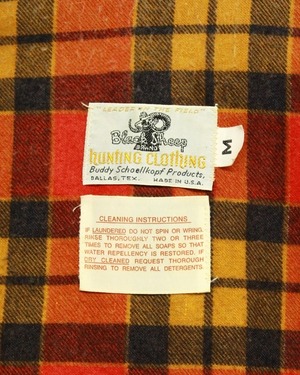 "LEADER IN THE FIELD"
Black Sheep
BRAND
HUNTING CLOTHING
Buddy Schoellkopf Products,
DALLAS, TEX. MADE IN U.S.A.
M
CLEANING INSTRUCTIONS
IF LAUNDERED DO NOT SPIN OR WRING.
RINSE THOROUGHLY TWO OR THREE
TIMES TO REMOVE ALL SOAPS SO THAT
WATER REPELLENCY IS RESTORED. IF
DRY CLEANED REQUEST THOROUGH
RINSING TO REMOVE ALL DETERGENTS.